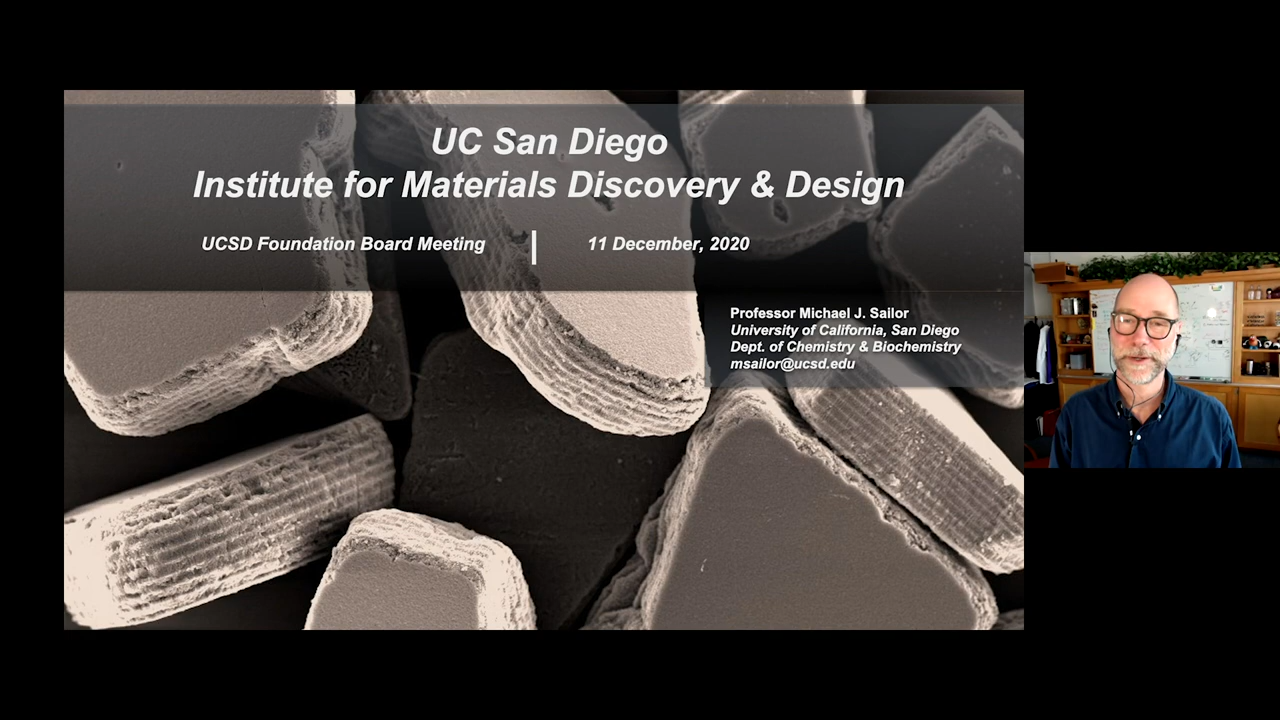 UC San Diego
Institute for Materials Discovery & Design
UCSD Foundation Board Meeting | 11 December, 2020
Professor Michael J. Sailor
University of California, San Diego
Dept. of Chemistry & Biochemistry
msailor@ucsd.edu